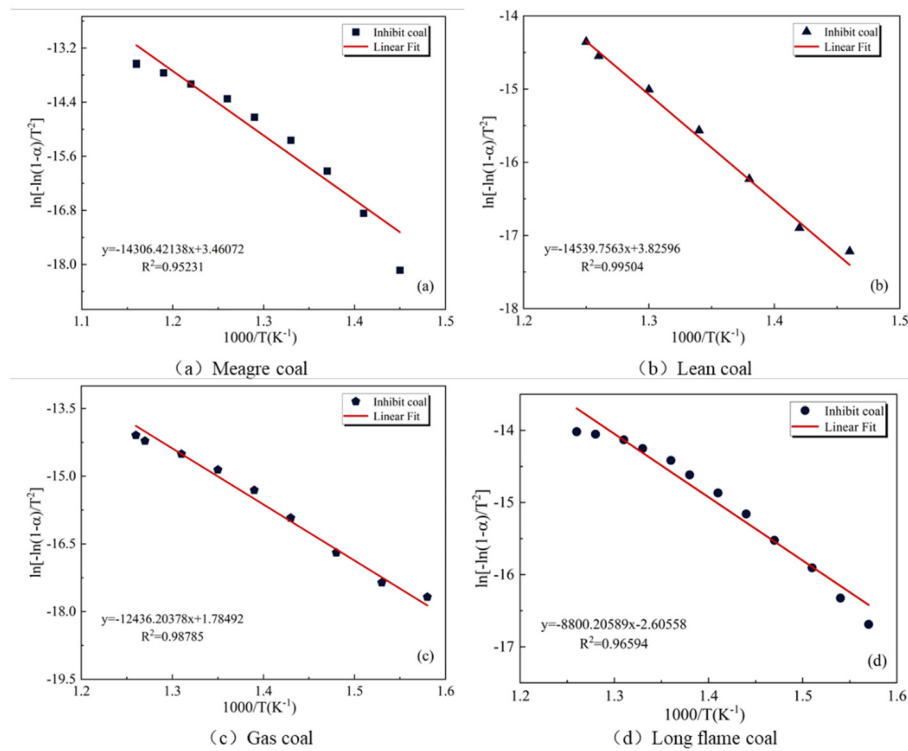 -13.2
-14.4
-15.6
-16.8
-18.0
ln[-ln(1-α)/T²]
Inhibit coal
Linear Fit
y=-14306.42138x+3.46072
R²=0.95231
(a)
1.1 1.2 1.3 1.4 1.5
1000/T(K⁻¹)
（a）Meagre coal
-14
-15
-16
-17
-18
ln[-ln(1-α)/T²]
Inhibit coal
Linear Fit
y=-14539.7563x+3.82596
R²=0.99504
(b)
1.2 1.3 1.4 1.5
1000/T(K⁻¹)
（b）Lean coal
-13.5
-15.0
-16.5
-18.0
-19.5
ln[-ln(1-α)/T²]
Inhibit coal
Linear Fit
y=-12436.20378x+1.78492
R²=0.98785
(c)
1.2 1.3 1.4 1.5 1.6
1000/T(K⁻¹)
（c）Gas coal
-14
-15
-16
-17
ln[-ln(1-α)/T²]
Inhibit coal
Linear Fit
y=-8800.20589x-2.60558
R²=0.96594
(d)
1.2 1.3 1.4 1.5 1.6
1000/T(K⁻¹)
（d）Long flame coal